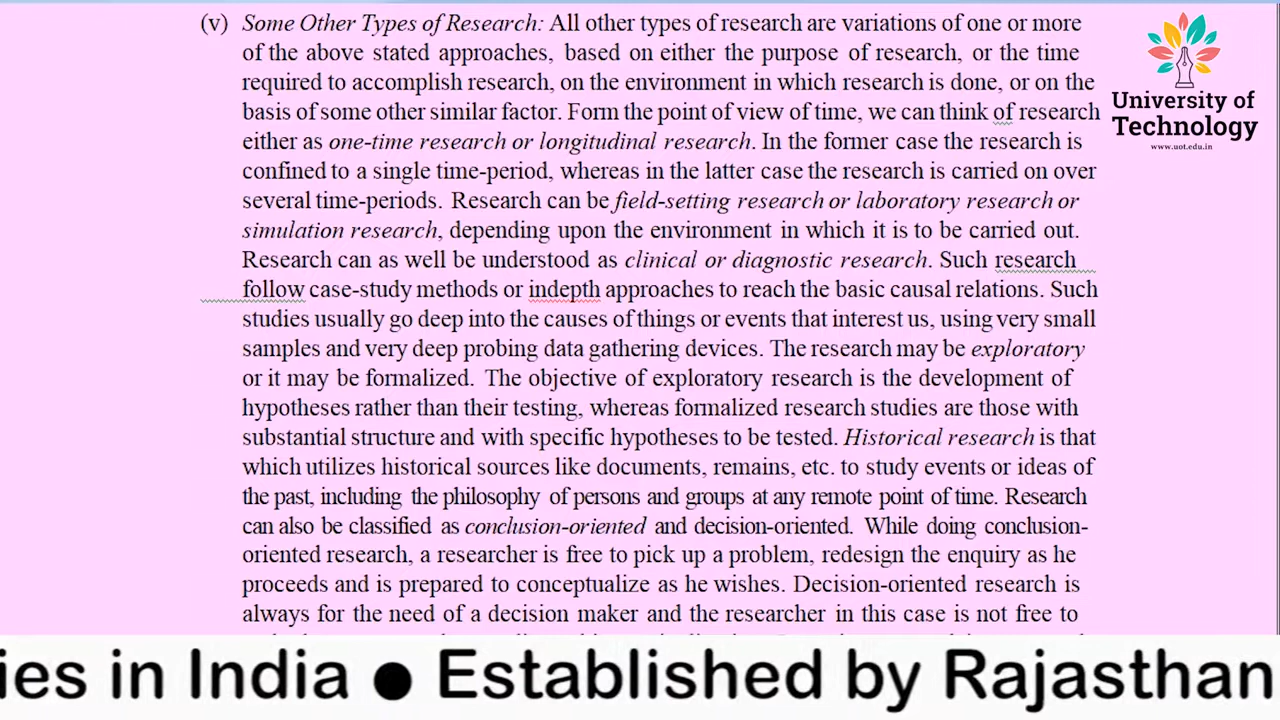 (v) Some Other Types of Research: All other types of research are variations of one or more
of the above stated approaches, based on either the purpose of research, or the time
required to accomplish research, on the environment in which research is done, or on the
basis of some other similar factor. Form the point of view of time, we can think of research
either as one-time research or longitudinal research. In the former case the research is
confined to a single time-period, whereas in the latter case the research is carried on over
several time-periods. Research can be field-setting research or laboratory research or
simulation research, depending upon the environment in which it is to be carried out.
Research can as well be understood as clinical or diagnostic research. Such research
follow case-study methods or indepth approaches to reach the basic causal relations. Such
studies usually go deep into the causes of things or events that interest us, using very small
samples and very deep probing data gathering devices. The research may be exploratory
or it may be formalized. The objective of exploratory research is the development of
hypotheses rather than their testing, whereas formalized research studies are those with
substantial structure and with specific hypotheses to be tested. Historical research is that
which utilizes historical sources like documents, remains, etc. to study events or ideas of
the past, including the philosophy of persons and groups at any remote point of time. Research
can also be classified as conclusion-oriented and decision-oriented. While doing conclusion-
oriented research, a researcher is free to pick up a problem, redesign the enquiry as he
proceeds and is prepared to conceptualize as he wishes. Decision-oriented research is
always for the need of a decision maker and the researcher in this case is not free to
University of
Technology
www.uot.edu.in
ies in India ● Established by Rajasthan